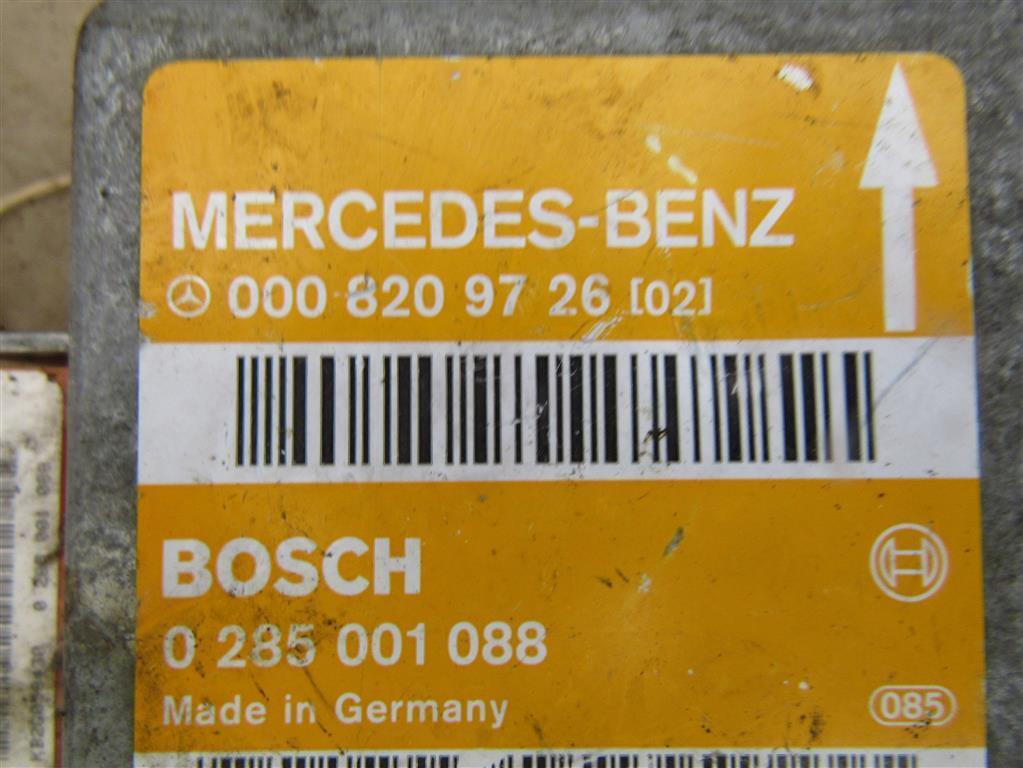 MERCEDES-BENZ
000 820 97 26 [02]
BOSCH
0 285 001 088
Made in Germany
085